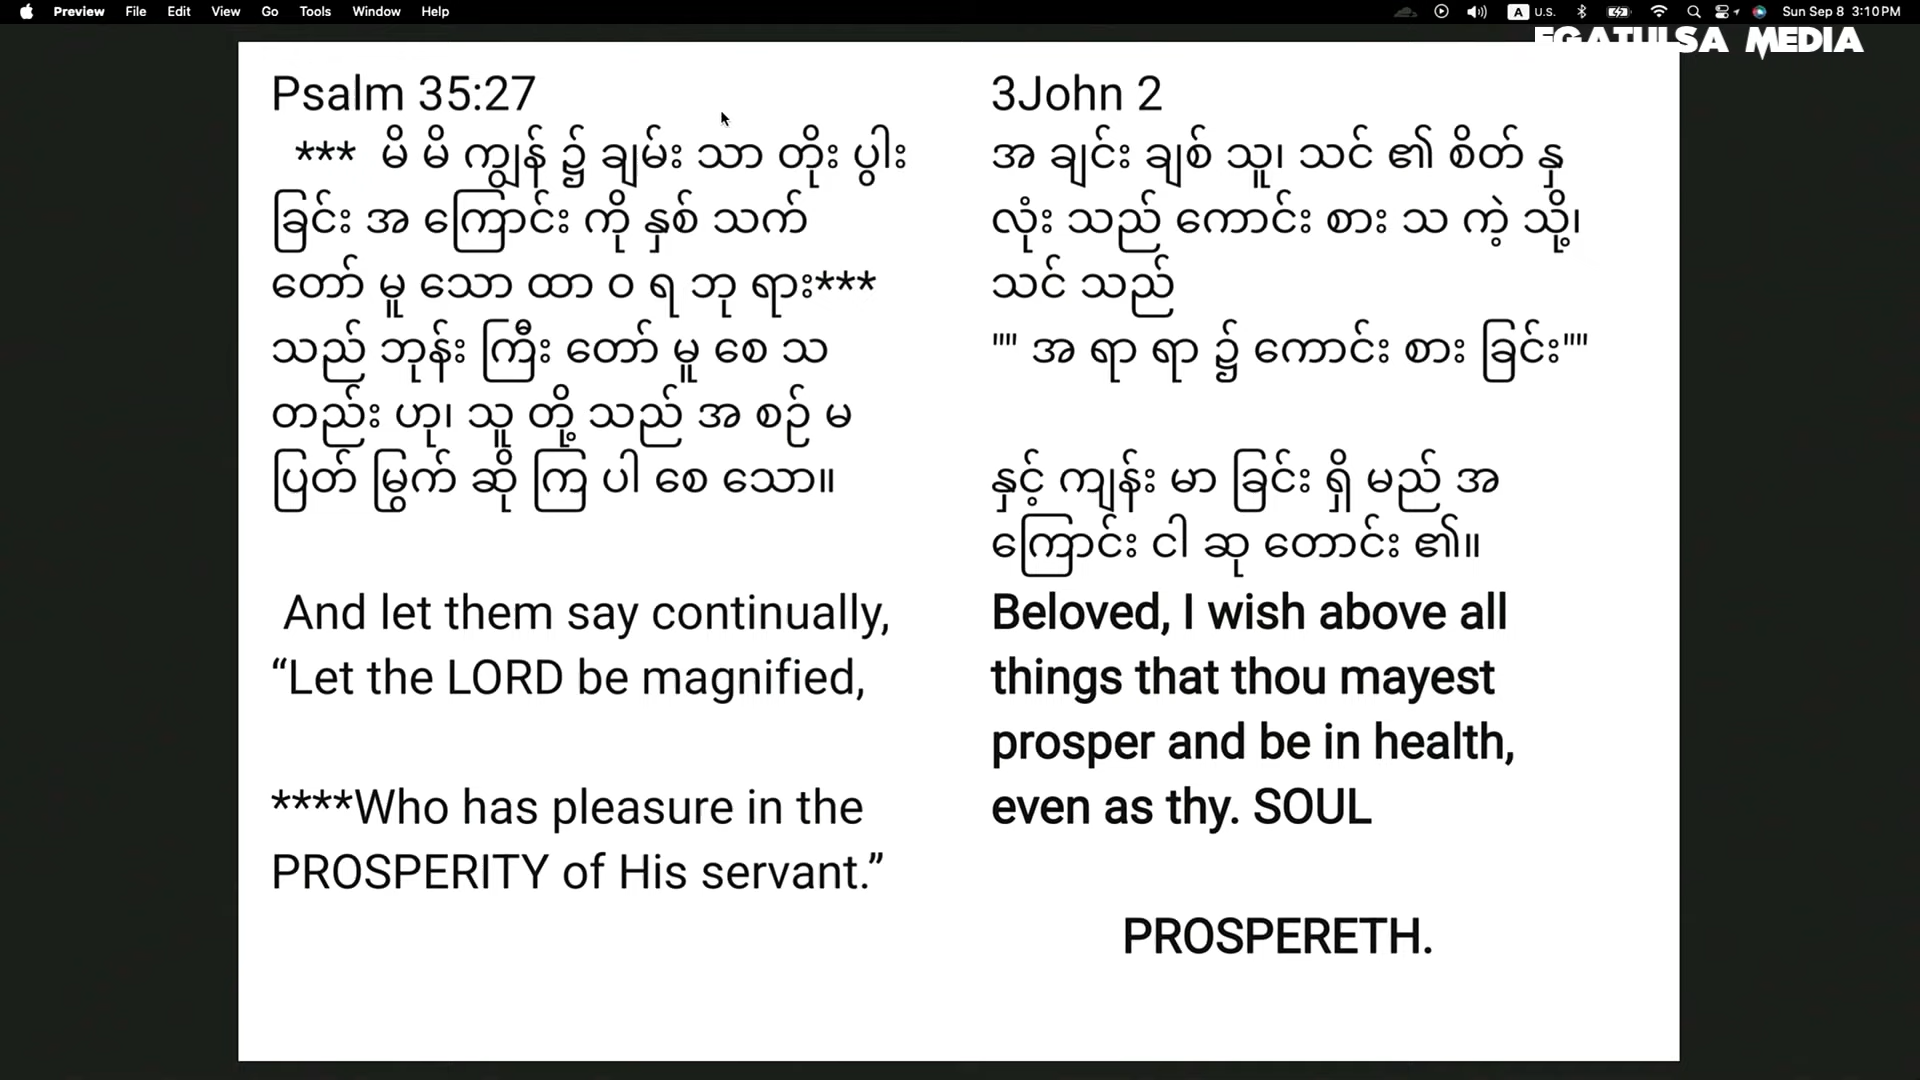 Preview File Edit View Go Tools Window Help
A U.S. Sun Sep 8 3:10 PM
EGATULSA MEDIA
Psalm 35:27
*** မိ မိ ကျွန် ၌ ချမ်း သာ တိုး ပွါး
ခြင်း အ ကြောင်း ကို နှစ် သက်
တော် မူ သော ထာ ဝ ရ ဘု ရား***
သည် ဘုန်း ကြီး တော် မူ စေ သ
တည်း ဟု၊ သူ တို့ သည် အ စဉ် မ
ပြတ် မြွက် ဆို ကြ ပါ စေ သော။
And let them say continually,
“Let the LORD be magnified,
****Who has pleasure in the
PROSPERITY of His servant.”
3John 2
အ ချင်း ချစ် သူ၊ သင် ၏ စိတ် နှ
လုံး သည် ကောင်း စား သ ကဲ့ သို့၊
သင် သည်
"" အ ရာ ရာ ၌ ကောင်း စား ခြင်း""
နှင့် ကျန်း မာ ခြင်း ရှိ မည် အ
ကြောင်း ငါ ဆု တောင်း ၏။
Beloved, I wish above all
things that thou mayest
prosper and be in health,
even as thy. SOUL
PROSPERETH.